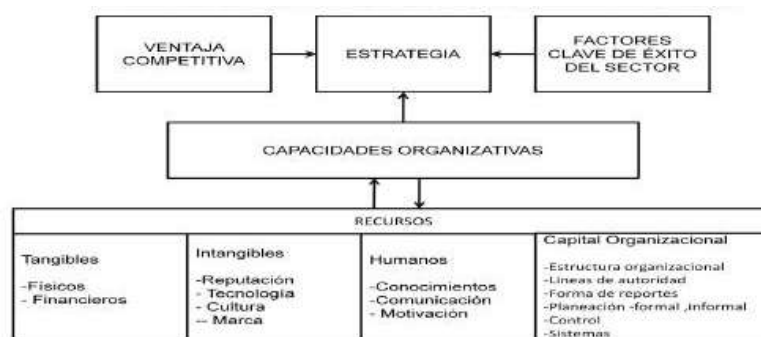 VENTAJA
COMPETITIVA
ESTRATEGIA
FACTORES
CLAVE DE ÉXITO
DEL SECTOR
CAPACIDADES ORGANIZATIVAS
RECURSOS
Tangibles
-Físicos
- Financieros
Intangibles
-Reputación
- Tecnología
- Cultura
-- Marca
Humanos
-Conocimientos
-Comunicación
- Motivación
Capital Organizacional
-Estructura organizacional
-Lineas de autoridad
-Forma de reportes
-Planeación -formal ,informal
-Control
-Sistemas